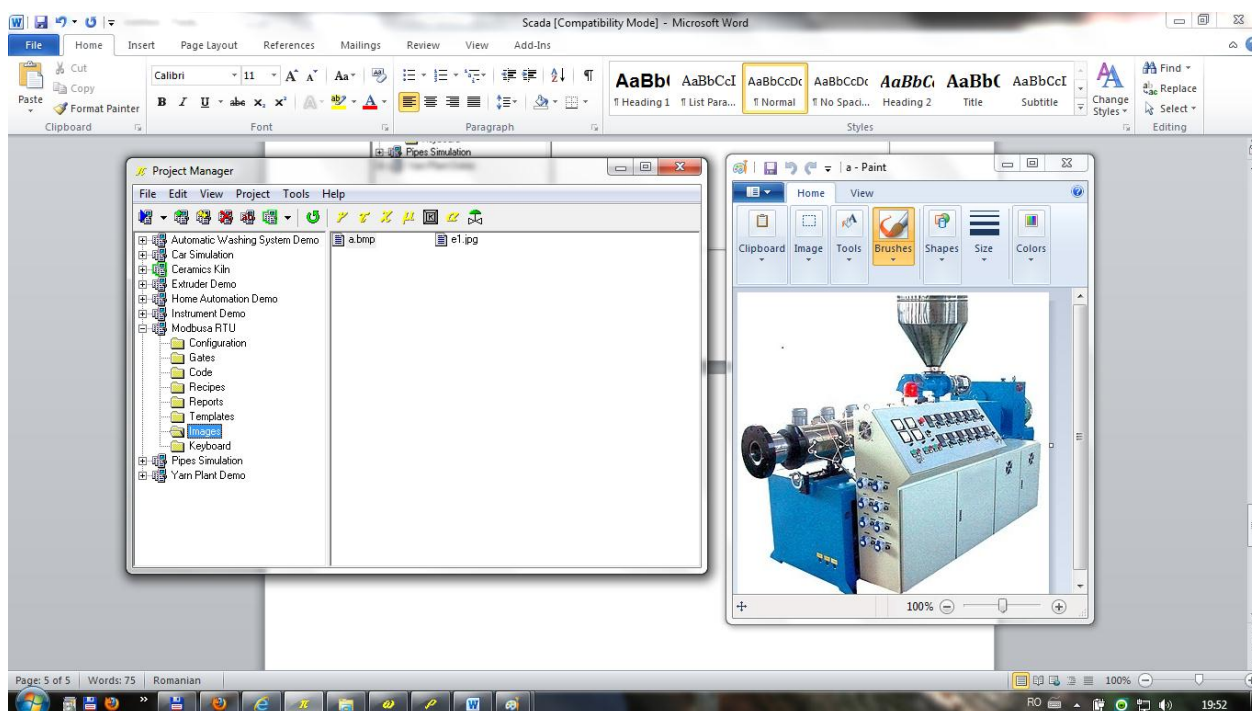 Scada [Compatibility Mode] - Microsoft Word
File Home Insert Page Layout References Mailings Review View Add-Ins
Cut
Copy
Format Painter
Paste
Clipboard
Calibri 11
Font
Paragraph
AaBb( AaBbCcI AaBbCcDc AaBbCcDc AaBbC AaBb( AaBbCcI
¶ Heading 1 ¶ List Para... ¶ Normal ¶ No Spaci... Heading 2 Title Subtitle
Change Styles
Styles
Find
Replace
Select
Editing
Pipes Simulation
Project Manager
File Edit View Project Tools Help
Automatic Washing System Demo
Car Simulation
Ceramics Kiln
Extruder Demo
Home Automation Demo
Instrument Demo
Modbusa RTU
Configuration
Gates
Code
Recipes
Reports
Templates
Images
Keyboard
Pipes Simulation
Yarn Plant Demo
a.bmp e1.jpg
a - Paint
Home View
Clipboard Image Tools Brushes Shapes Size Colors
100%
Page: 5 of 5 Words: 75 Romanian
100%
RO 19:52